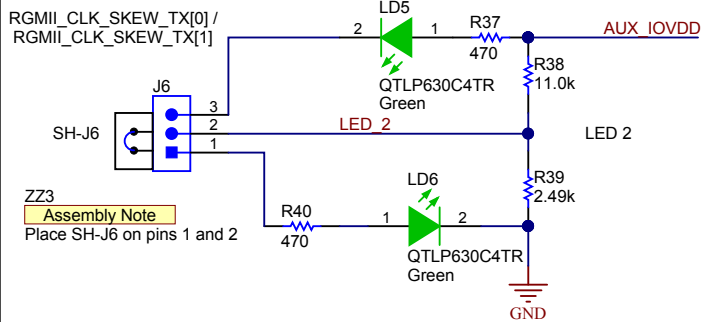 RGMII_CLK_SKEW_TX[0] /
RGMII_CLK_SKEW_TX[1]
LD5
2
1
R37
470
AUX_IOVDD
QTLP630C4TR
Green
R38
11.0k
J6
3
2
1
SH-J6
LED_2
LED 2
R39
2.49k
ZZ3
Assembly Note
Place SH-J6 on pins 1 and 2
R40
470
LD6
1
2
QTLP630C4TR
Green
GND